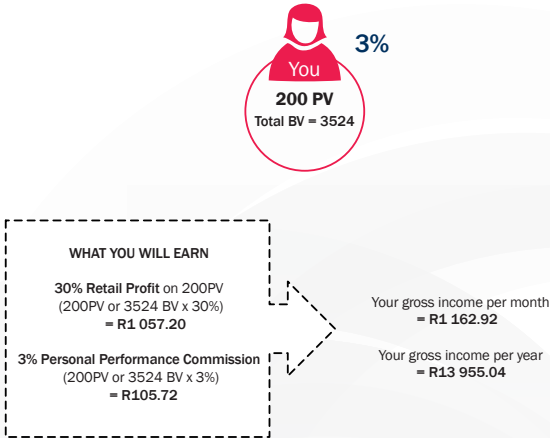 3%
You
200 PV
Total BV = 3524
WHAT YOU WILL EARN
30% Retail Profit on 200PV
(200PV or 3524 BV x 30%)
= R1 057.20
3% Personal Performance Commission
(200PV or 3524 BV x 3%)
= R105.72
Your gross income per month
= R1 162.92
Your gross income per year
= R13 955.04